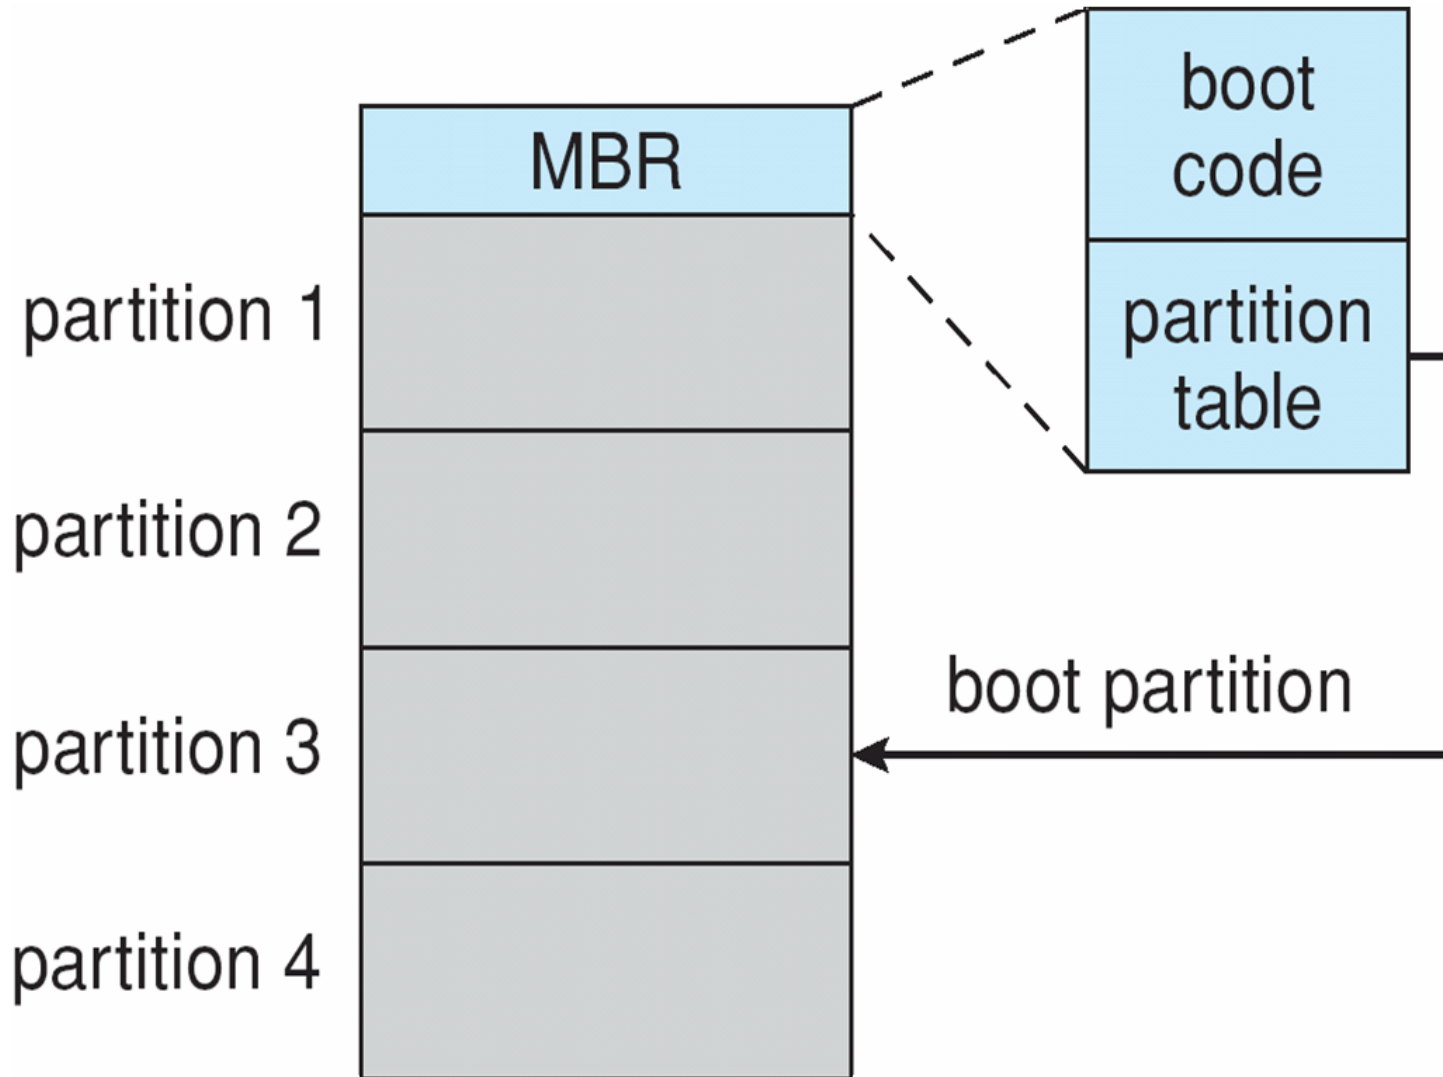 boot
code
MBR
partition 1
partition
table
partition 2
boot partition
partition 3
partition 4